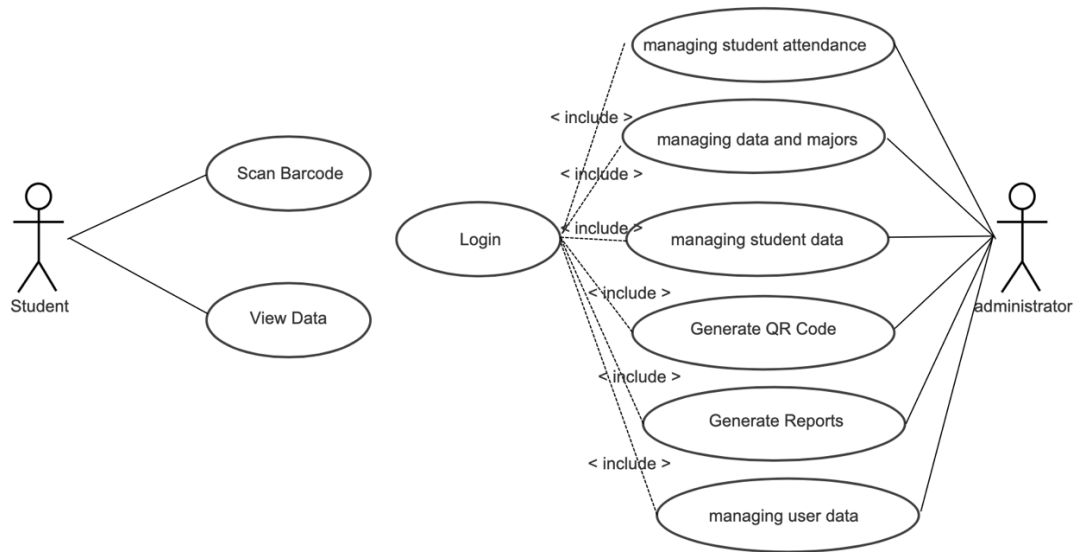 managing student attendance
< include >
managing data and majors
Scan Barcode
< include >
< include >
Login
managing student data
Student
View Data
< include >
Generate QR Code
administrator
< include >
Generate Reports
< include >
managing user data